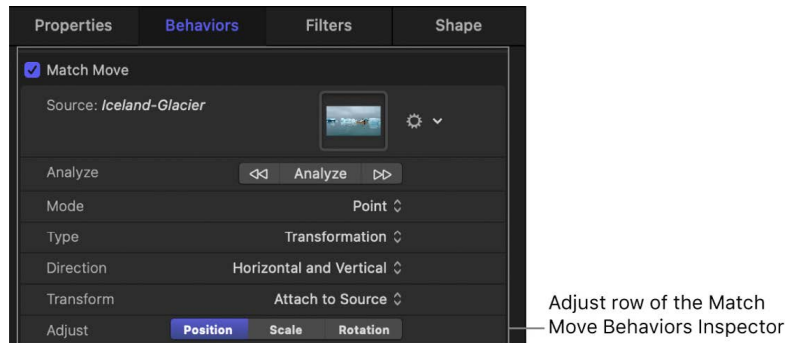 Properties Behaviors Filters Shape
Match Move
Source: Iceland-Glacier
Analyze Analyze
Mode Point
Type Transformation
Direction Horizontal and Vertical
Transform Attach to Source
Adjust Position Scale Rotation
Adjust row of the Match
Move Behaviors Inspector